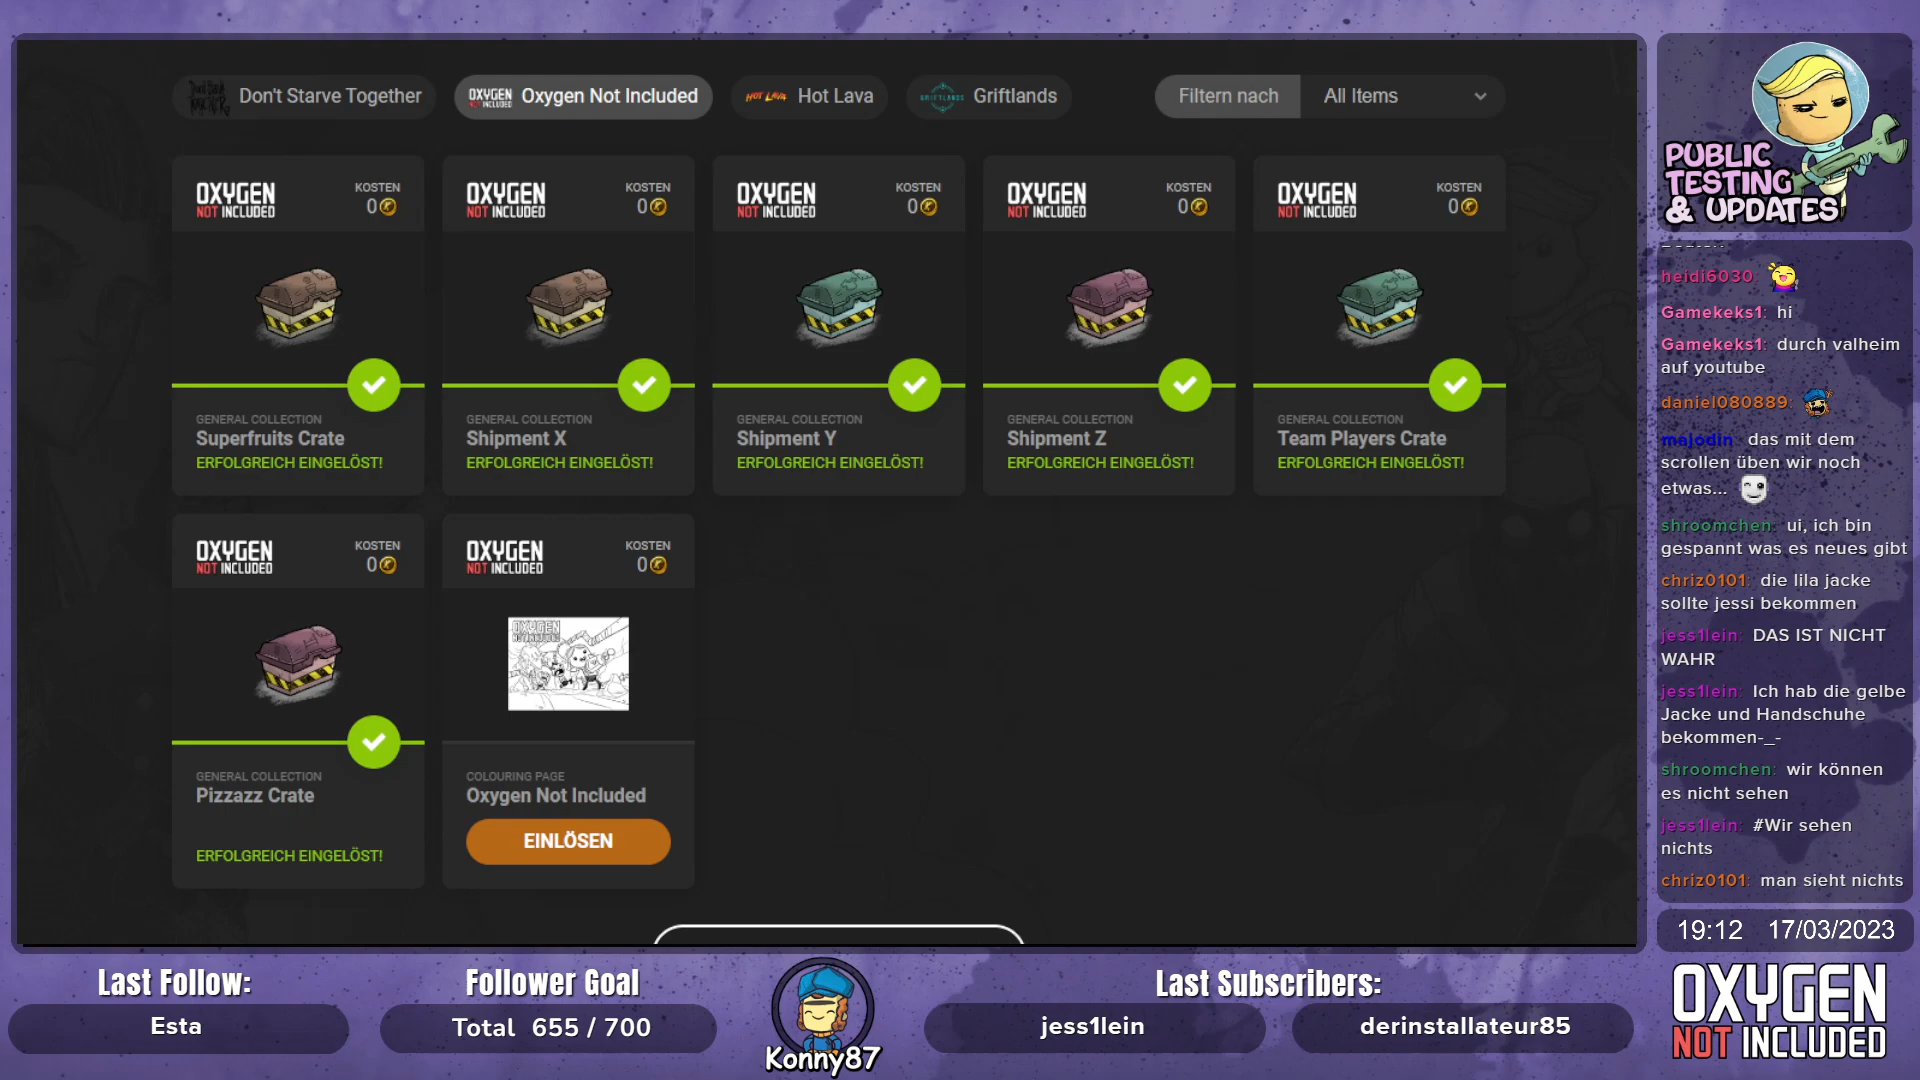 Don't Starve Together
OXYGEN NOT INCLUDED Oxygen Not Included
HOT LAVA Hot Lava
GRIFTLANDS Griftlands
Filtern nach All Items
OXYGEN NOT INCLUDED
KOSTEN
0
GENERAL COLLECTION
Superfruits Crate
ERFOLGREICH EINGELÖST!
OXYGEN NOT INCLUDED
KOSTEN
0
GENERAL COLLECTION
Shipment X
ERFOLGREICH EINGELÖST!
OXYGEN NOT INCLUDED
KOSTEN
0
GENERAL COLLECTION
Shipment Y
ERFOLGREICH EINGELÖST!
OXYGEN NOT INCLUDED
KOSTEN
0
GENERAL COLLECTION
Shipment Z
ERFOLGREICH EINGELÖST!
OXYGEN NOT INCLUDED
KOSTEN
0
GENERAL COLLECTION
Team Players Crate
ERFOLGREICH EINGELÖST!
OXYGEN NOT INCLUDED
KOSTEN
0
GENERAL COLLECTION
Pizzazz Crate
ERFOLGREICH EINGELÖST!
OXYGEN NOT INCLUDED
KOSTEN
0
OXYGEN
NOT INCLUDED
COLOURING PAGE
Oxygen Not Included
EINLÖSEN
PUBLIC
TESTING
& UPDATES
heidi6030:
Gamekeks1: hi
Gamekeks1: durch valheim
auf youtube
daniel080889:
majodin: das mit dem
scrollen üben wir noch
etwas...
shroomchen: ui, ich bin
gespannt was es neues gibt
chriz0101: die lila jacke
sollte jessi bekommen
jess1lein: DAS IST NICHT
WAHR
jess1lein: Ich hab die gelbe
Jacke und Handschuhe
bekommen-_-
shroomchen: wir können
es nicht sehen
jess1lein: #Wir sehen
nichts
chriz0101: man sieht nichts
19:12 17/03/2023
Last Follow:
Esta
Follower Goal
Total 655 / 700
Konny87
Last Subscribers:
jess1lein
derinstallateur85
OXYGEN
NOT INCLUDED